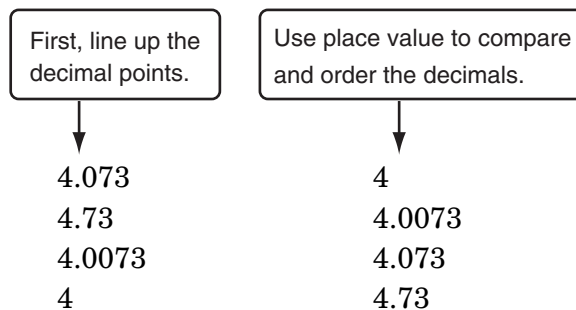 First, line up the
decimal points.
Use place value to compare
and order the decimals.
4.073
4.73
4.0073
4
4
4.0073
4.073
4.73